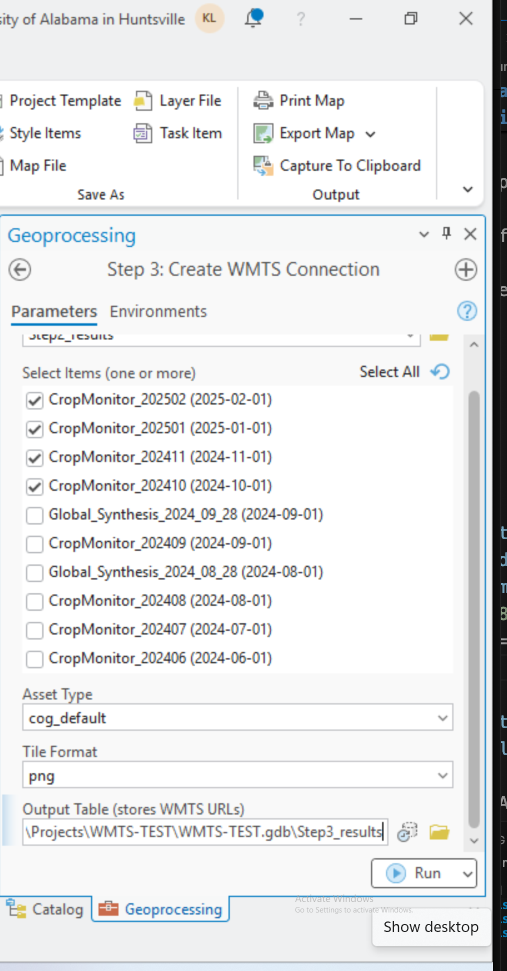 sity of Alabama in Huntsville KL ?
Project Template Layer File Print Map
Style Items Task Item Export Map
Map File Capture To Clipboard
Save As Output
Geoprocessing
Step 3: Create WMTS Connection
Parameters Environments ?
Step2_results
Select Items (one or more) Select All
CropMonitor_202502 (2025-02-01)
CropMonitor_202501 (2025-01-01)
CropMonitor_202411 (2024-11-01)
CropMonitor_202410 (2024-10-01)
Global_Synthesis_2024_09_28 (2024-09-01)
CropMonitor_202409 (2024-09-01)
Global_Synthesis_2024_08_28 (2024-08-01)
CropMonitor_202408 (2024-08-01)
CropMonitor_202407 (2024-07-01)
CropMonitor_202406 (2024-06-01)
Asset Type
cog_default
Tile Format
png
Output Table (stores WMTS URLs)
\Projects\WMTS-TEST\WMTS-TEST.gdb\Step3_results
Run
Activate Windows
Go to Settings to activate Windows.
Catalog Geoprocessing
Show desktop